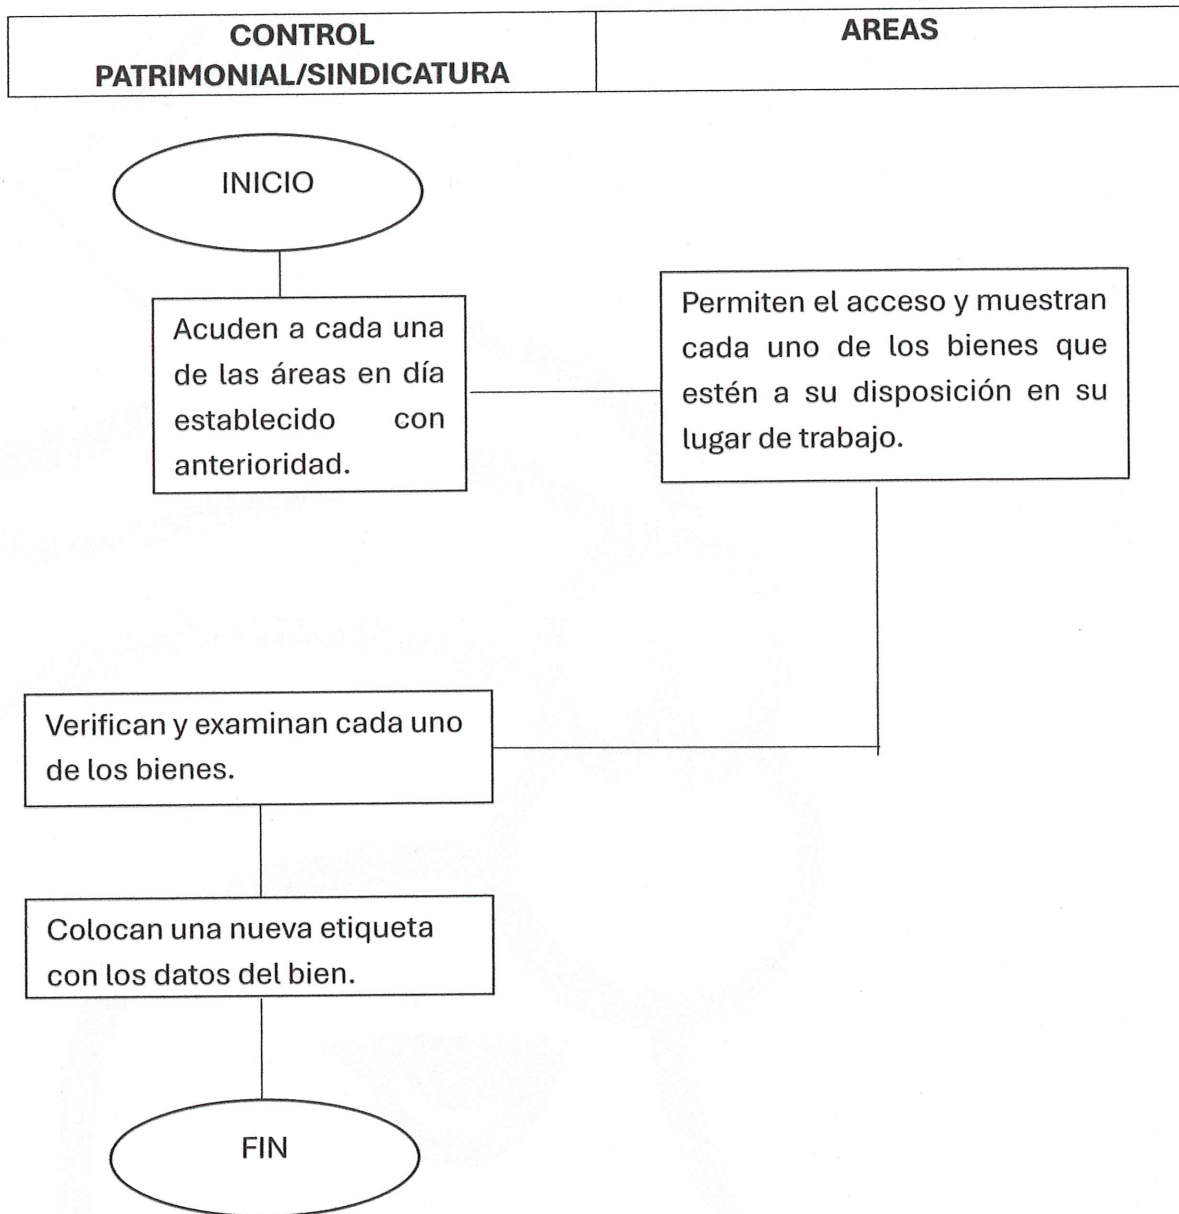 CONTROL
PATRIMONIAL/SINDICATURA
AREAS
INICIO
Acuden a cada una
de las áreas en día
establecido con
anterioridad.
Permiten el acceso y muestran
cada uno de los bienes que
estén a su disposición en su
lugar de trabajo.
Verifican y examinan cada uno
de los bienes.
Colocan una nueva etiqueta
con los datos del bien.
FIN